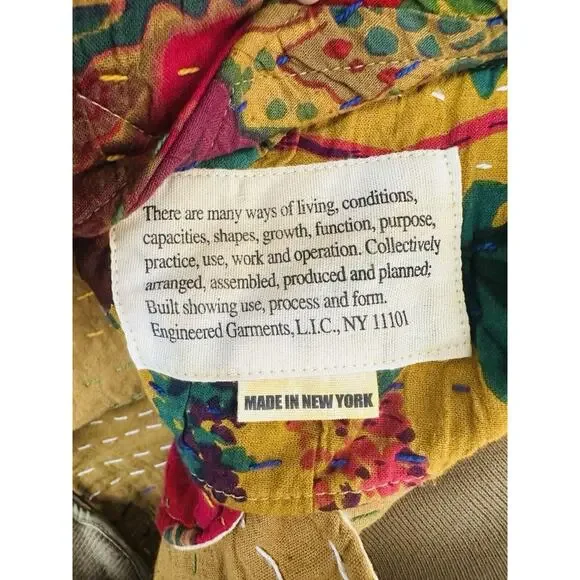 There are many ways of living, conditions,
capacities, shapes, growth, function, purpose,
practice, use, work and operation. Collectively
arranged, assembled, produced and planned;
Built showing use, process and form.
Engineered Garments, L.I.C., NY 11101
MADE IN NEW YORK